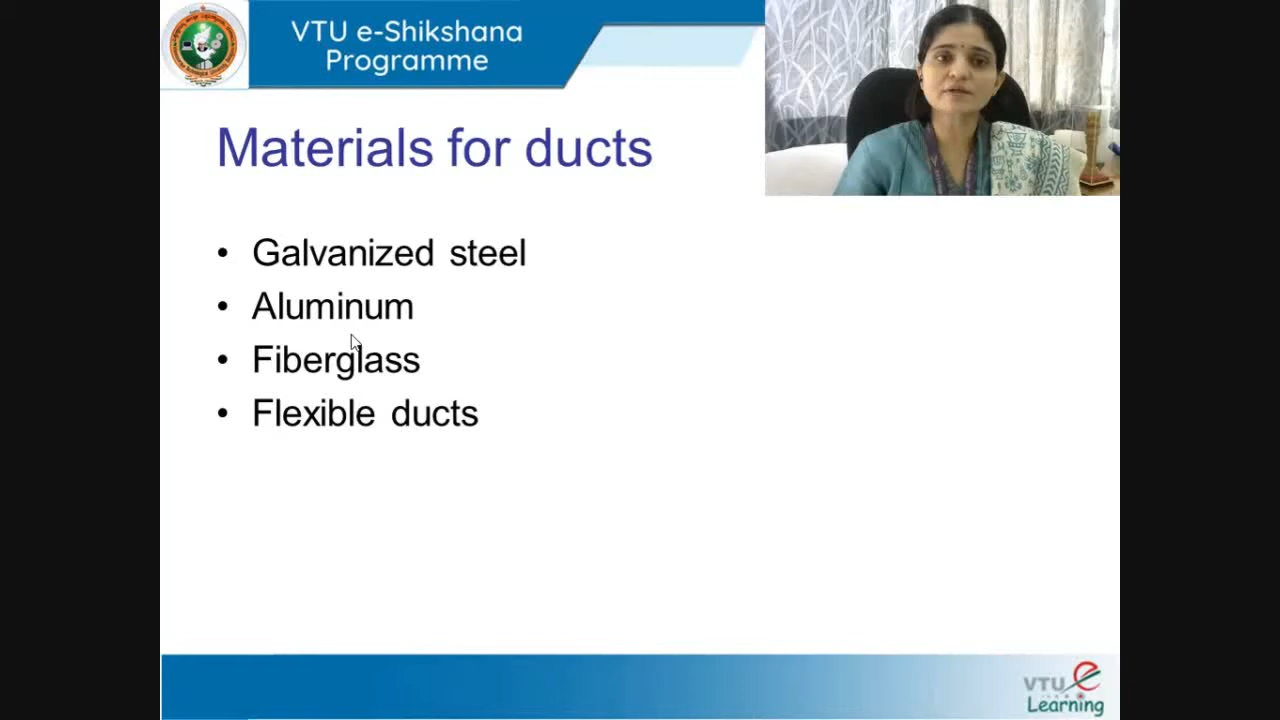 VTU e-Shikshana
Programme
Materials for ducts
• Galvanized steel
• Aluminum
• Fiberglass
• Flexible ducts
VTU e
Learning